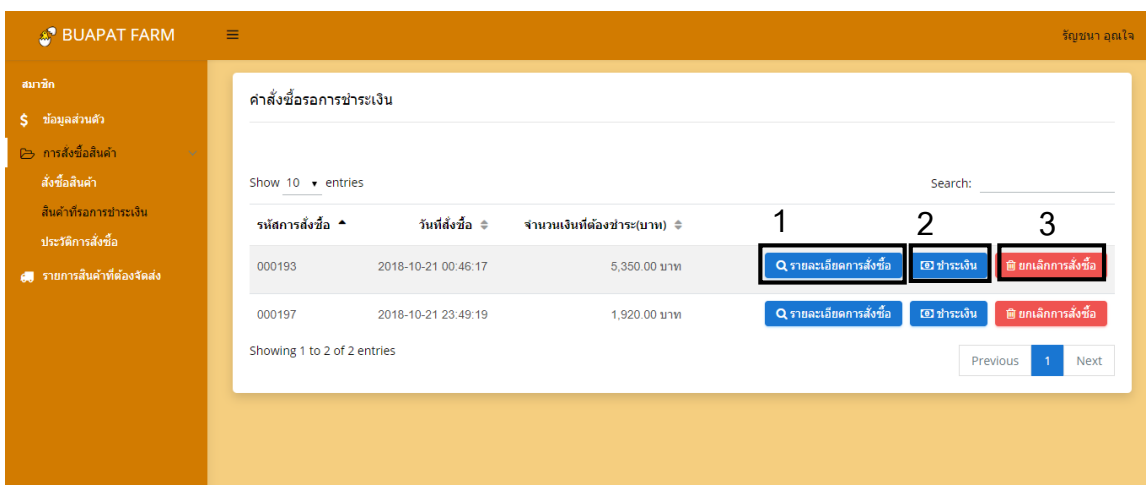 BUAPAT FARM
รัญชนา อุณใจ
สมาชิก
ข้อมูลส่วนตัว
การสั่งซื้อสินค้า
สั่งซื้อสินค้า
สินค้าที่รอการชำระเงิน
ประวัติการสั่งซื้อ
รายการสินค้าที่ต้องจัดส่ง
คำสั่งซื้อรอการชำระเงิน
Show 10 entries
Search:
รหัสการสั่งซื้อ วันที่สั่งซื้อ จำนวนเงินที่ต้องชำระ(บาท) 1 2 3
000193 2018-10-21 00:46:17 5,350.00 บาท รายละเอียดการสั่งซื้อ ชำระเงิน ยกเลิกการสั่งซื้อ
000197 2018-10-21 23:49:19 1,920.00 บาท รายละเอียดการสั่งซื้อ ชำระเงิน ยกเลิกการสั่งซื้อ
Showing 1 to 2 of 2 entries
Previous 1 Next